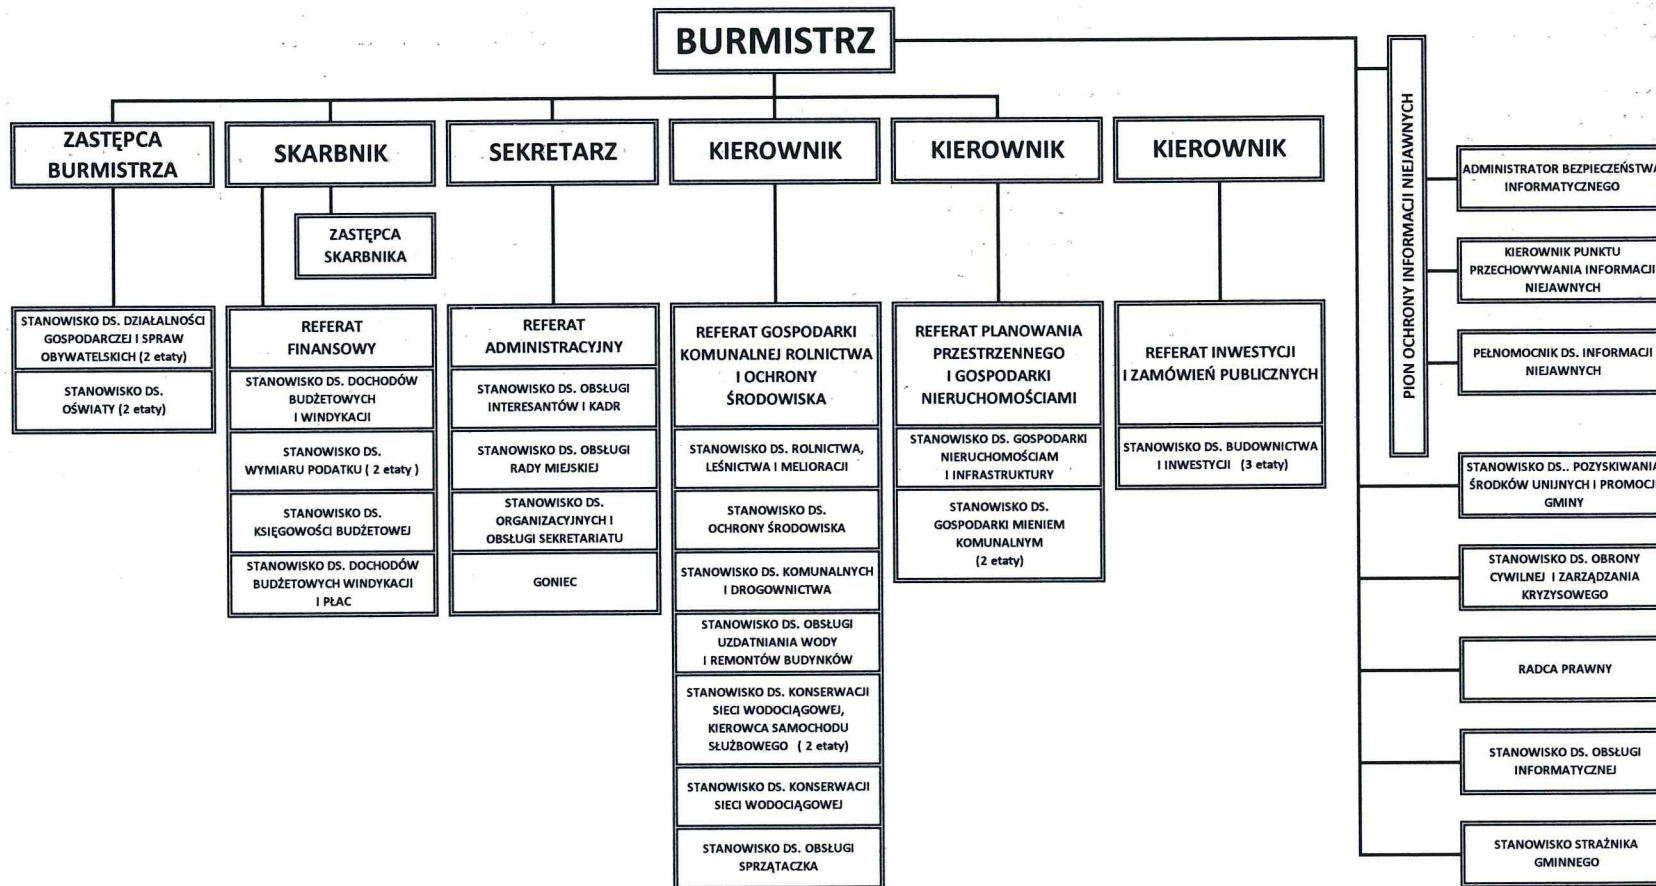 BURMISTRZ
ZASTĘPCA
BURMISTRZA
SKARBNIK
SEKRETARZ
KIEROWNIK
KIEROWNIK
KIEROWNIK
ZASTĘPCA
SKARBNIKA
STANOWISKO DS. DZIAŁALNOŚCI
GOSPODARCZEJ I SPRAW
OBYWATELSKICH (2 etaty)
STANOWISKO DS.
OŚWIATY (2 etaty)
REFERAT
FINANSOWY
STANOWISKO DS. DOCHODÓW
BUDŻETOWYCH
I WINDYKACJI
STANOWISKO DS.
WYMIARU PODATKU ( 2 etaty )
STANOWISKO DS.
KSIĘGOWOŚCI BUDŻETOWEJ
STANOWISKO DS. DOCHODÓW
BUDŻETOWYCH WINDYKACJI
I PŁAC
REFERAT
ADMINISTRACYJNY
STANOWISKO DS. OBSŁUGI
INTERESANTÓW I KADR
STANOWISKO DS. OBSŁUGI
RADY MIEJSKIEJ
STANOWISKO DS.
ORGANIZACYJNYCH I
OBSŁUGI SEKRETARIATU
GONIEC
REFERAT GOSPODARKI
KOMUNALNEJ ROLNICTWA
I OCHRONY
ŚRODOWISKA
STANOWISKO DS. ROLNICTWA,
LEŚNICTWA I MELIORACJI
STANOWISKO DS.
OCHRONY ŚRODOWISKA
STANOWISKO DS. KOMUNALNYCH
I DROGOWNICTWA
STANOWISKO DS. OBSŁUGI
UZDATNIANIA WODY
I REMONTÓW BUDYNKÓW
STANOWISKO DS. KONSERWACJI
SIECI WODOCIĄGOWEJ,
KIEROWCA SAMOCHODU
SŁUŻBOWEGO ( 2 etaty)
STANOWISKO DS. KONSERWACJI
SIECI WODOCIĄGOWEJ
STANOWISKO DS. OBSŁUGI
SPRZĄTACZKA
REFERAT PLANOWANIA
PRZESTRZENNEGO
I GOSPODARKI
NIERUCHOMOŚCIAMI
STANOWISKO DS. GOSPODARKI
NIERUCHOMOŚCIAM
I INFRASTRUKTURY
STANOWISKO DS.
GOSPODARKI MIENIEM
KOMUNALNYM
(2 etaty)
REFERAT INWESTYCJI
I ZAMÓWIEŃ PUBLICZNYCH
STANOWISKO DS. BUDOWNICTWA
I INWESTYCJI (3 etaty)
PION OCHRONY INFORMACJI NIEJAWNYCH
ADMINISTRATOR BEZPIECZEŃSTWA
INFORMATYCZNEGO
KIEROWNIK PUNKTU
PRZECHOWYWANIA INFORMACJI
NIEJAWNYCH
PEŁNOMOCNIK DS. INFORMACJI
NIEJAWNYCH
STANOWISKO DS.. POZYSKIWANIA
ŚRODKÓW UNIJNYCH I PROMOCJI
GMINY
STANOWISKO DS. OBRONY
CYWILNEJ I ZARZĄDZANIA
KRYZYSOWEGO
RADCA PRAWNY
STANOWISKO DS. OBSŁUGI
INFORMATYCZNEJ
STANOWISKO STRAŻNIKA
GMINNEGO